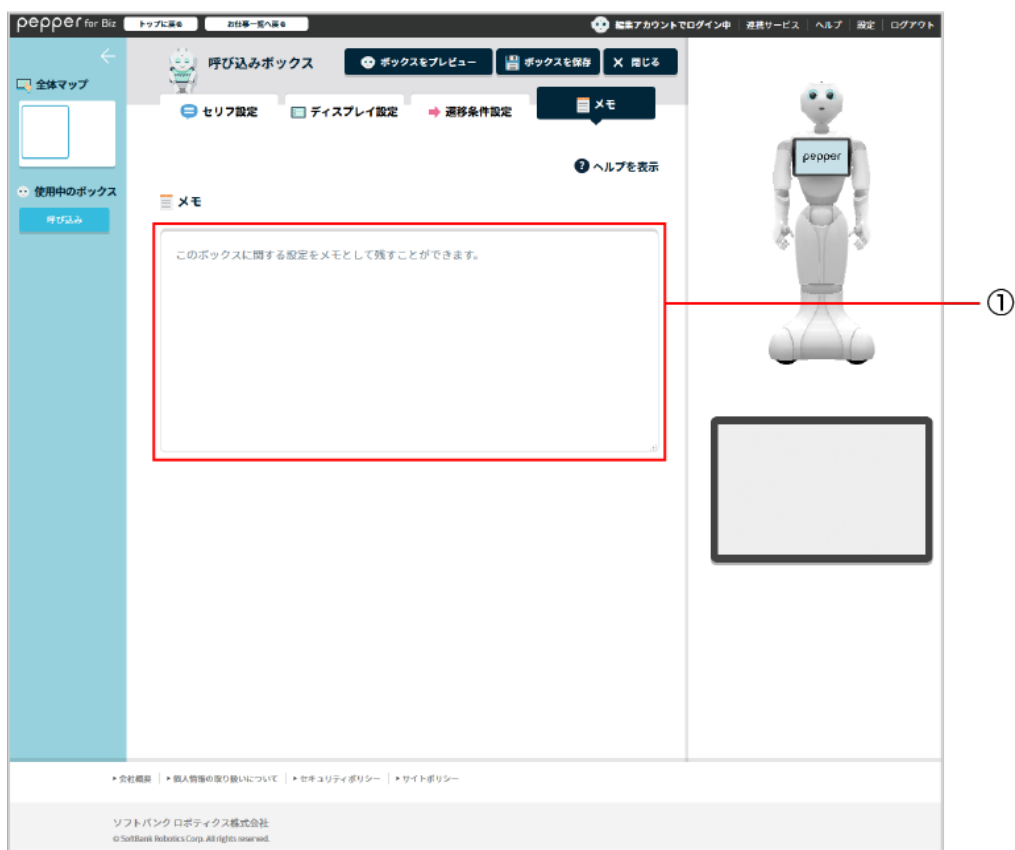 pepper for Biz トップに戻る お仕事一覧へ戻る 編集アカウントでログイン中 連携サービス ヘルプ 設定 ログアウト
呼び込みボックス ボックスをプレビュー ボックスを保存 × 閉じる
全体マップ
セリフ設定 ディスプレイ設定 遷移条件設定 メモ
pepper
? ヘルプを表示
使用中のボックス
メモ
呼び込み
このボックスに関する設定をメモとして残すことができます。
①
会社概要 個人情報の取り扱いについて セキュリティポリシー サイトポリシー
ソフトバンク ロボティクス株式会社
© SoftBank Robotics Corp. All rights reserved.